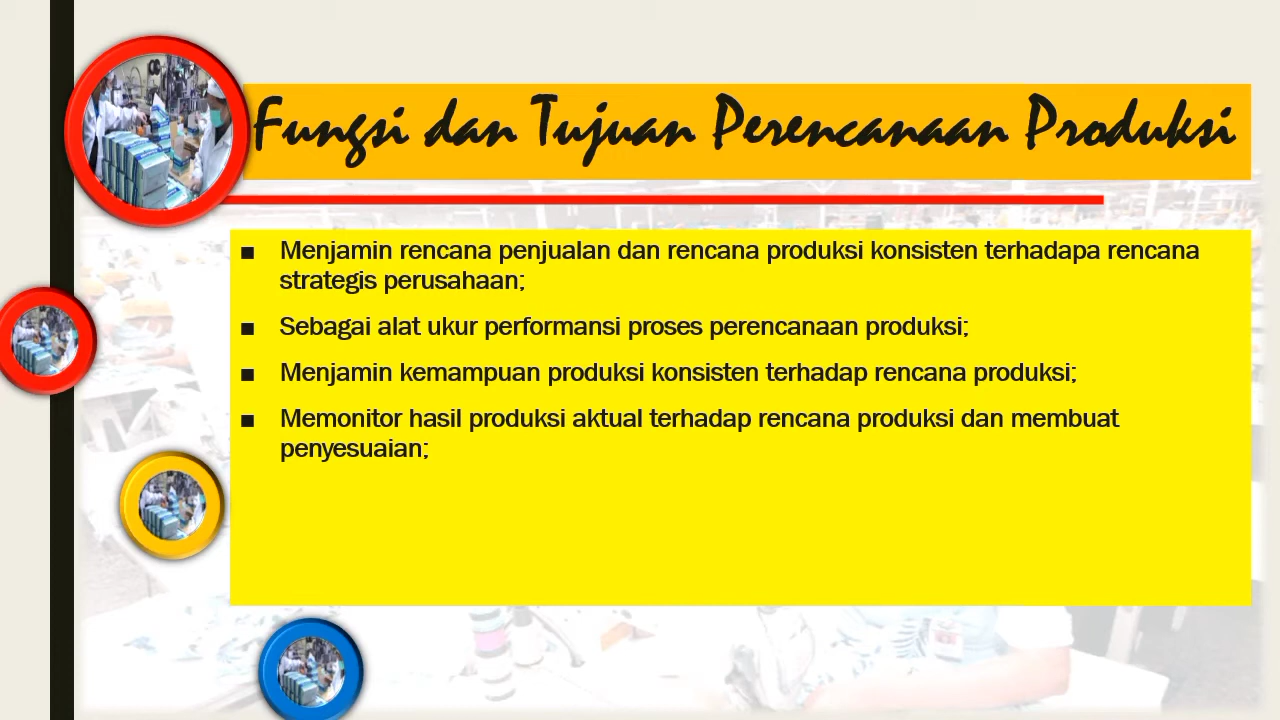 Fungsi dan Tujuan Perencanaan Produksi
■ Menjamin rencana penjualan dan rencana produksi konsisten terhadapa rencana
strategis perusahaan;
■ Sebagai alat ukur performansi proses perencanaan produksi;
■ Menjamin kemampuan produksi konsisten terhadap rencana produksi;
■ Memonitor hasil produksi aktual terhadap rencana produksi dan membuat
penyesuaian;